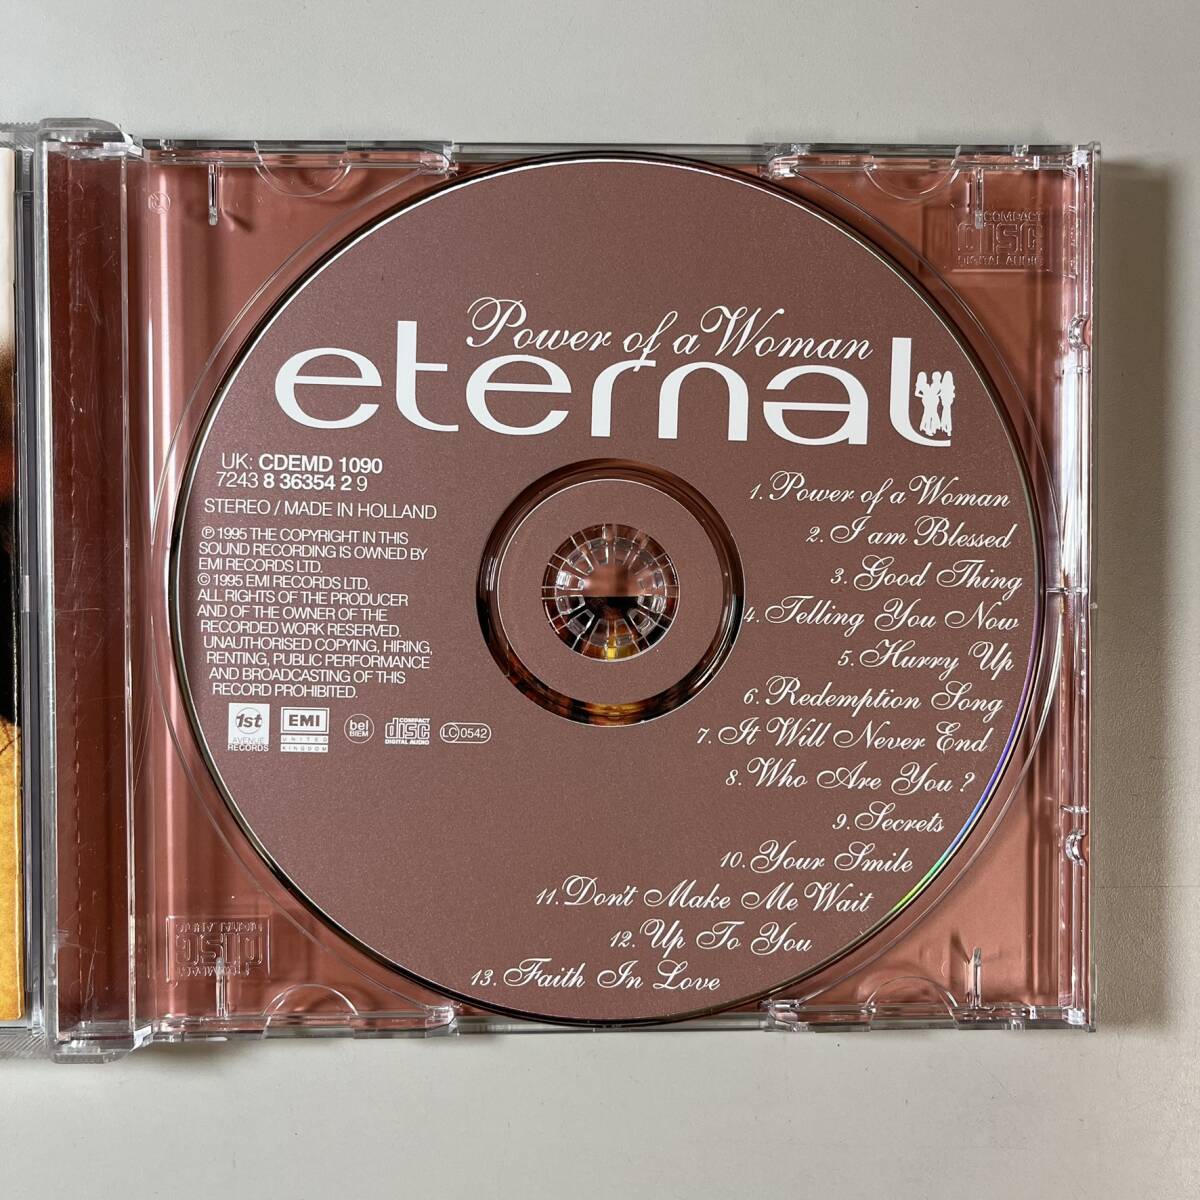 Power of a Woman
eternal
UK: CDEMD 1090
7243 8 36354 2 9
STEREO / MADE IN HOLLAND
℗ 1995 THE COPYRIGHT IN THIS
SOUND RECORDING IS OWNED BY
EMI RECORDS LTD.
© 1995 EMI RECORDS LTD.
ALL RIGHTS OF THE PRODUCER
AND OF THE OWNER OF THE
RECORDED WORK RESERVED.
UNAUTHORISED COPYING, HIRING,
RENTING, PUBLIC PERFORMANCE
AND BROADCASTING OF THIS
RECORD PROHIBITED.
1st
AVENUE
RECORDS
EMI
UNITED
KINGDOM
bel
BIEM
COMPACT
disc
DIGITAL AUDIO
LC 0542
1. Power of a Woman
2. I am Blessed
3. Good Thing
4. Telling You Now
5. Hurry Up
6. Redemption Song
7. It Will Never End
8. Who Are You?
9. Secrets
10. Your Smile
11. Don't Make Me Wait
12. Up To You
13. Faith In Love
COMPACT
disc
DIGITAL AUDIO
COMPACT
disc
DIGITAL AUDIO